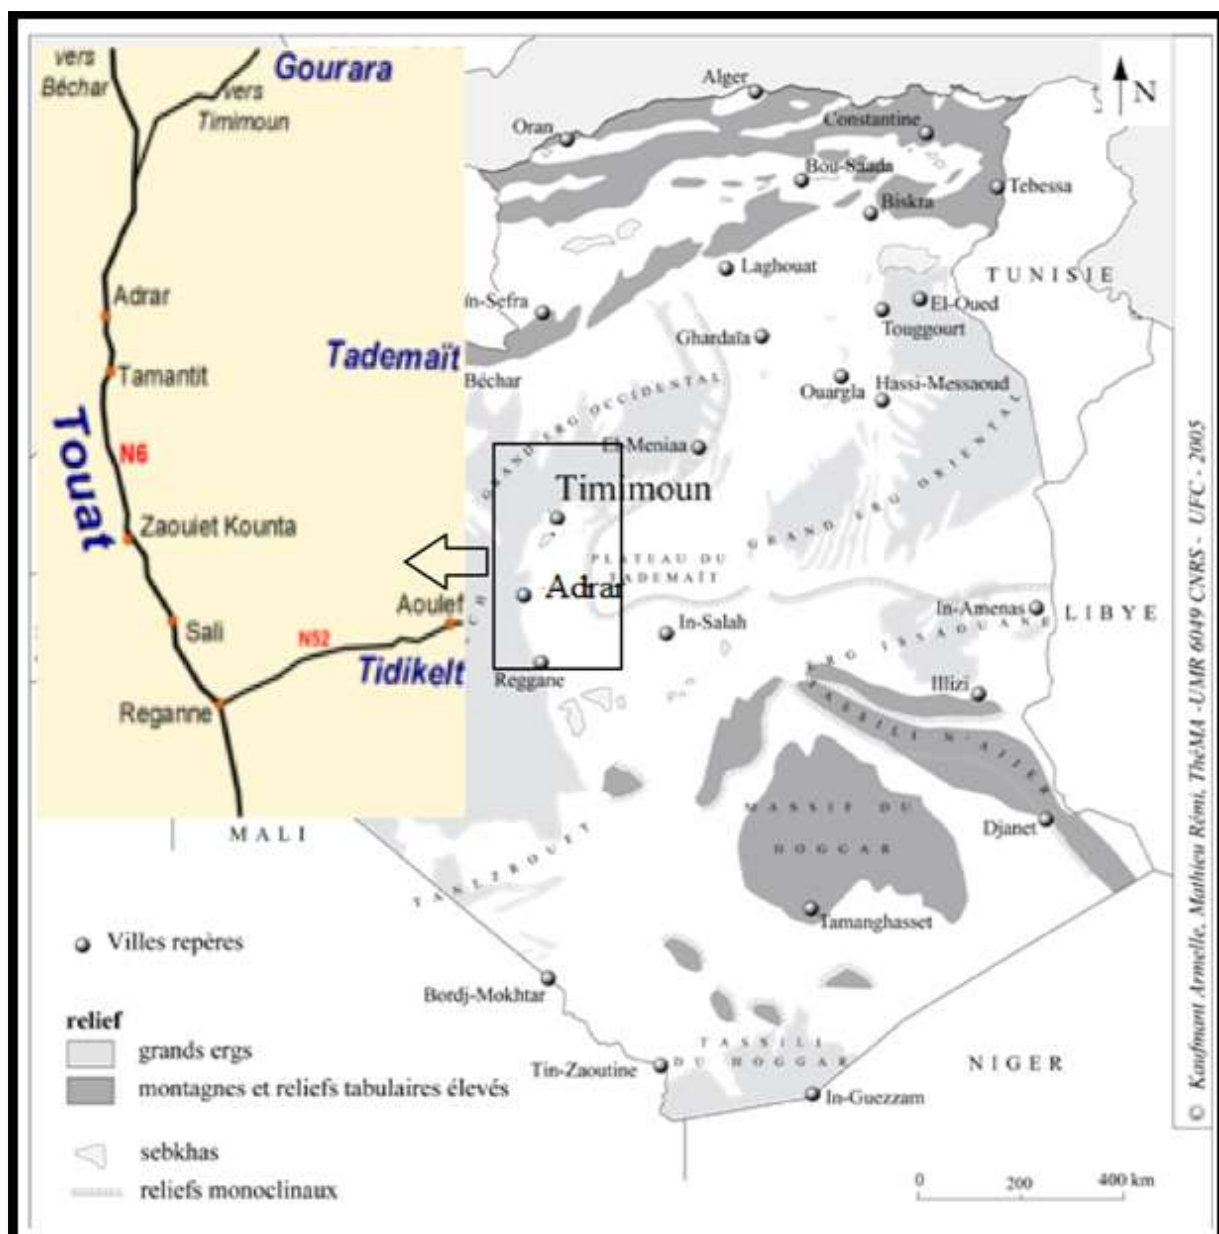 vers
Béchar
Gourara
vers
Timimoun
Adrar
Tamantit
Tademaït
Touat
N6
Zaouiet Kounta
Aoulef
Sali
N52
Tidikelt
Reganne
N
Alger
Oran
Constantine
Bou-Saada
Tebessa
Biskra
Laghouat
TUNISIE
ïn-Sefra
El-Oued
Touggourt
Ghardaïa
Béchar
Ouargla
Hassi-Messaoud
GRAND ERG OCCIDENTAL
El-Meniaa
GRAND ERG ORIENTAL
Timimoun
PLATEAU DU
TADEMAÏT
Adrar
CH
In-Salah
In-Amenas
LIBYE
ERG ISSAOUANE
Reggane
Illizi
TASSILI N'AJJER
MASSIF DU
HOGGAR
Djanet
MALI
TANEZROUFT
Tamanghasset
Villes repères
Bordj-Mokhtar
relief
grands ergs
montagnes et reliefs tabulaires élevés
TASSILI
DU HOGGAR
Tin-Zaoutine
NIGER
In-Guezzam
sebkhas
reliefs monoclinaux
0 200 400 km
© Kaufmant Armelle, Mathieu Rémi, ThéMA -UMR 6049 CNRS - UFC - 2005